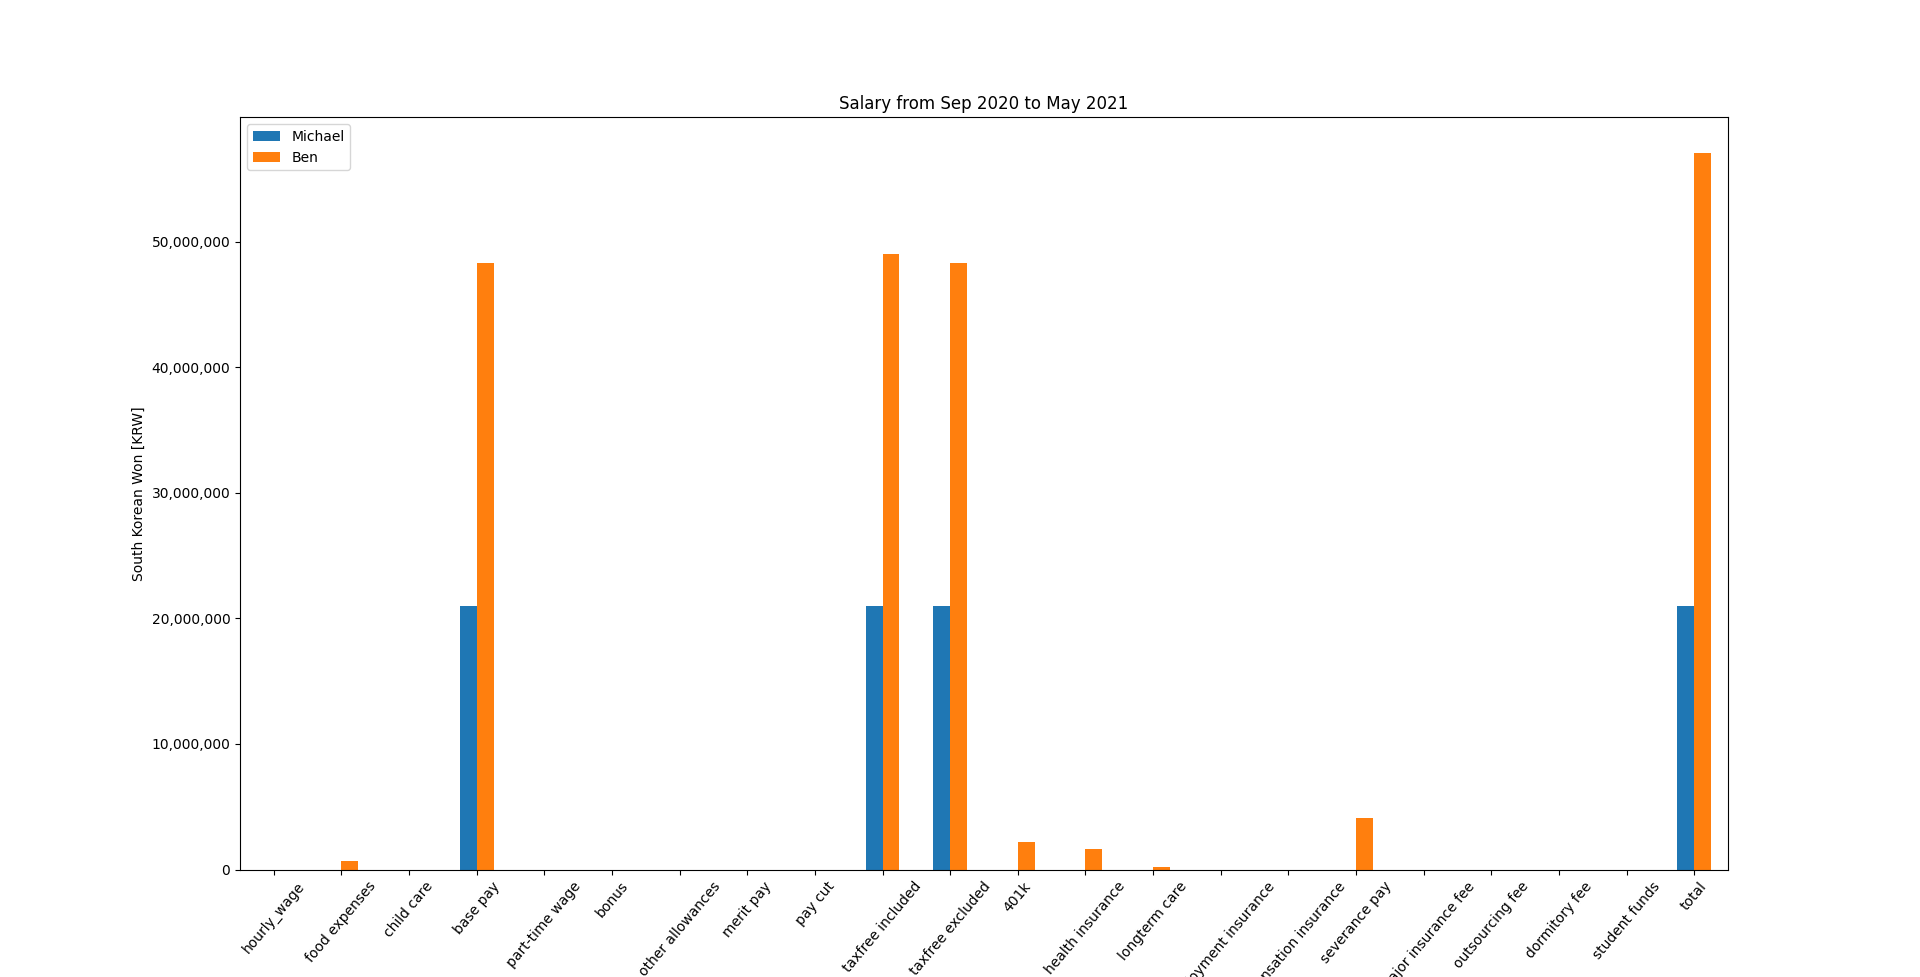 Salary from Sep 2020 to May 2021
Michael
Ben
South Korean Won [KRW]
50,000,000
40,000,000
30,000,000
20,000,000
10,000,000
0
hourly_wage
food expenses
child care
base pay
part-time wage
bonus
other allowances
merit pay
pay cut
taxfree included
taxfree excluded
401k
health insurance
longterm care
insurance
insurance
severance pay
insurance fee
outsourcing fee
dormitory fee
student funds
total